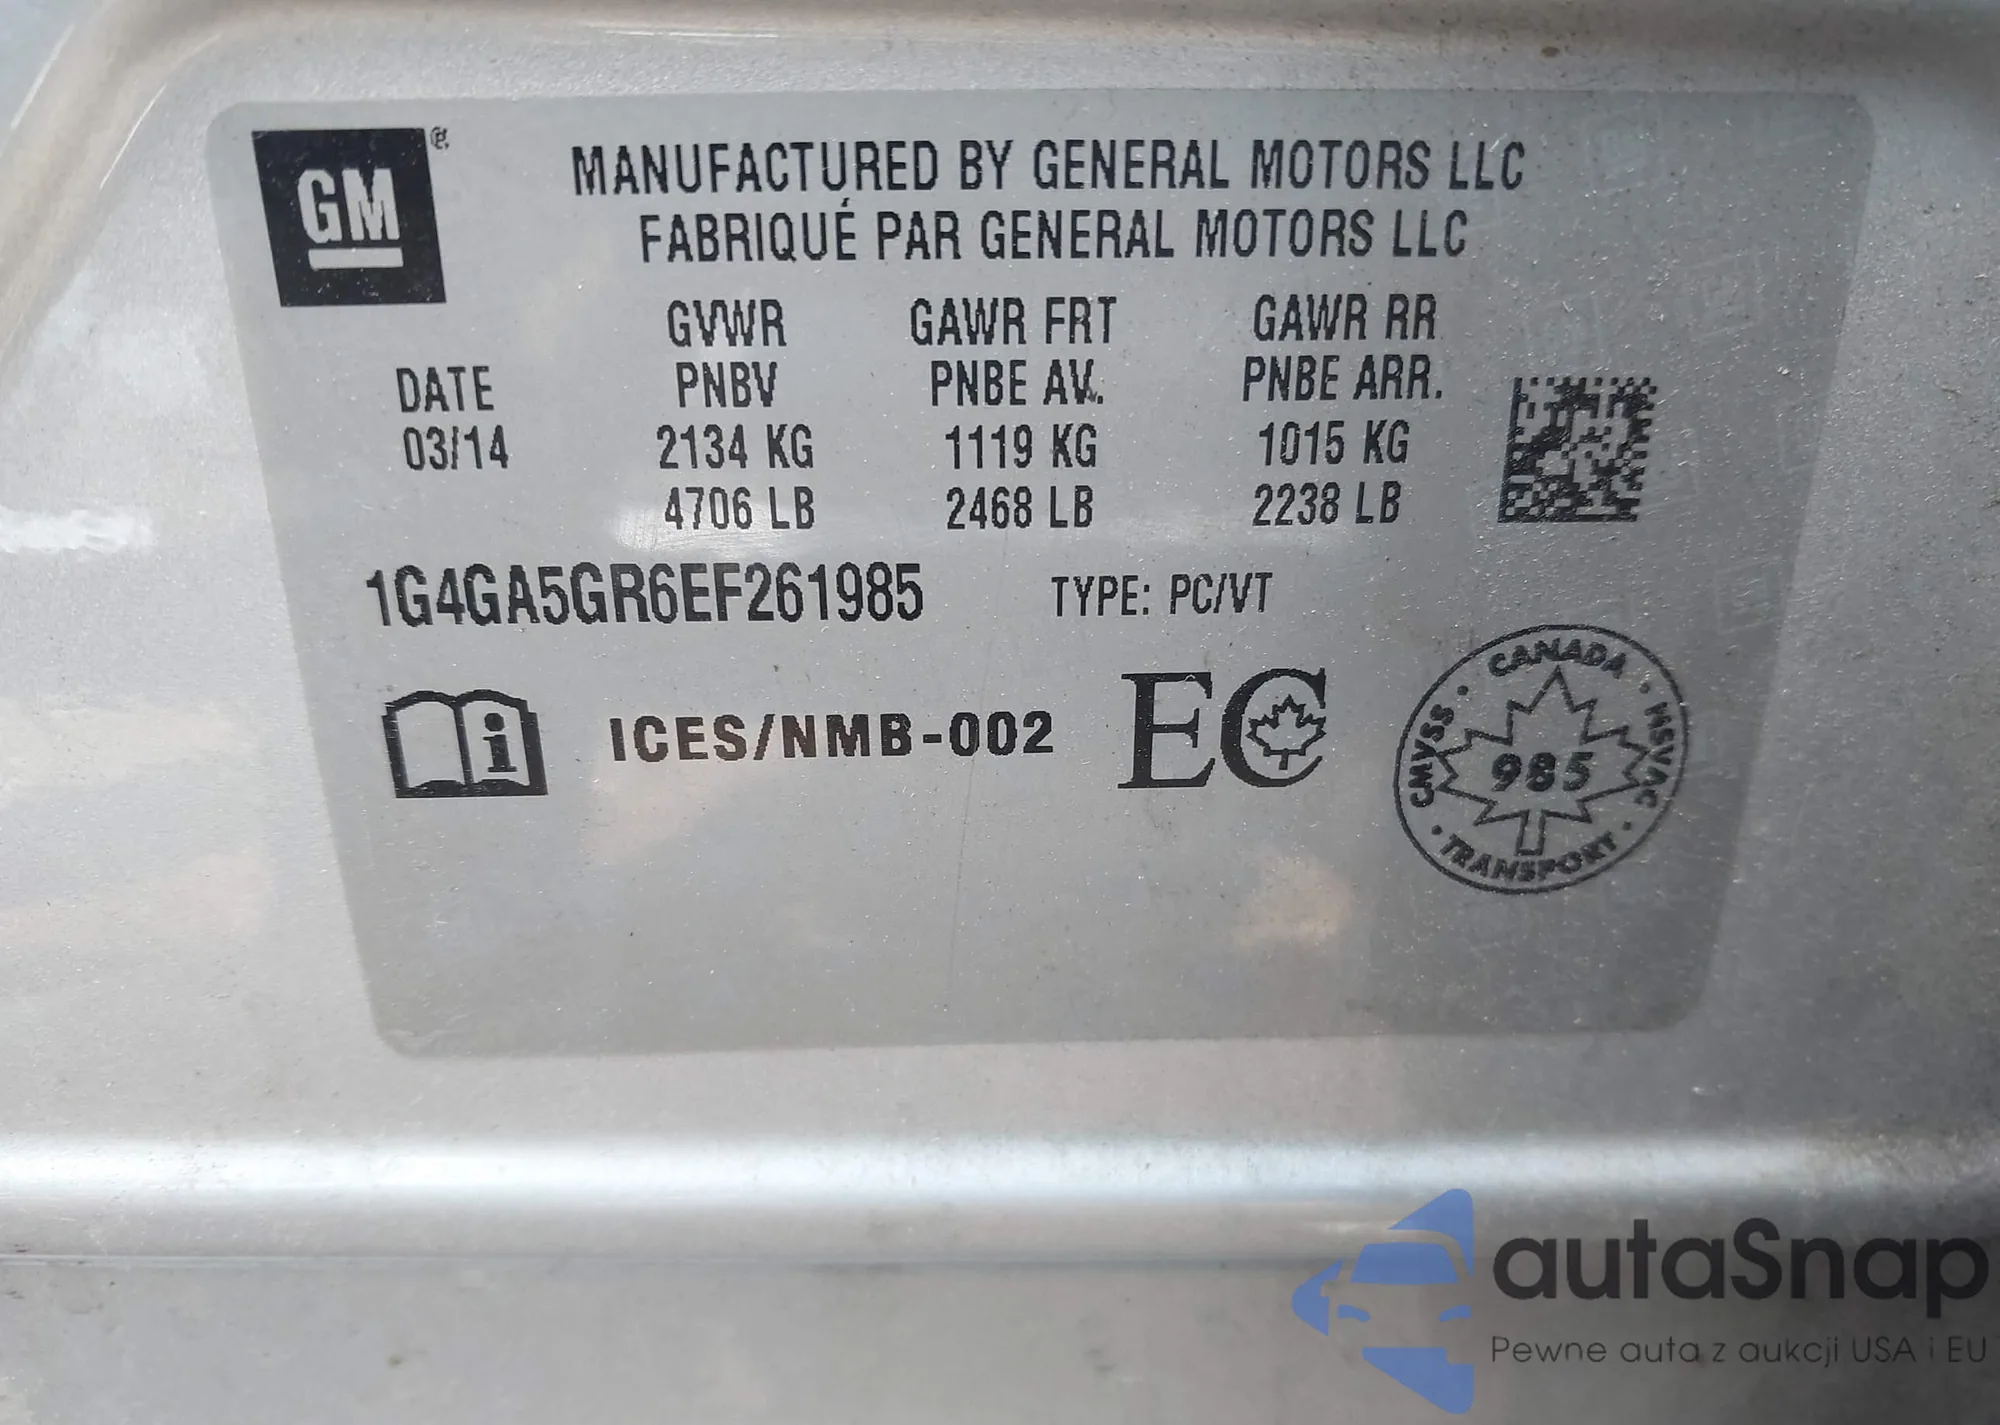 GM
MANUFACTURED BY GENERAL MOTORS LLC
FABRIQUÉ PAR GENERAL MOTORS LLC
GVWR GAWR FRT GAWR RR
DATE PNBV PNBE AV. PNBE ARR.
03/14 2134 KG 1119 KG 1015 KG
4706 LB 2468 LB 2238 LB
1G4GA5GR6EF261985 TYPE: PC/VT
i ICES/NMB-002 EC
CANADA
CMVSS NSVAC
985
TRANSPORT
autaSnap
Pewne auta z aukcji USA i EU